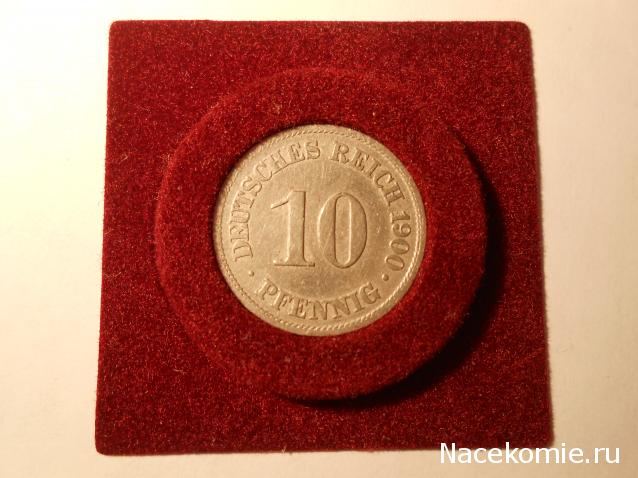 DEUTSCHES REICH 1900
10
· PFENNIG ·
Nacekomie.ru